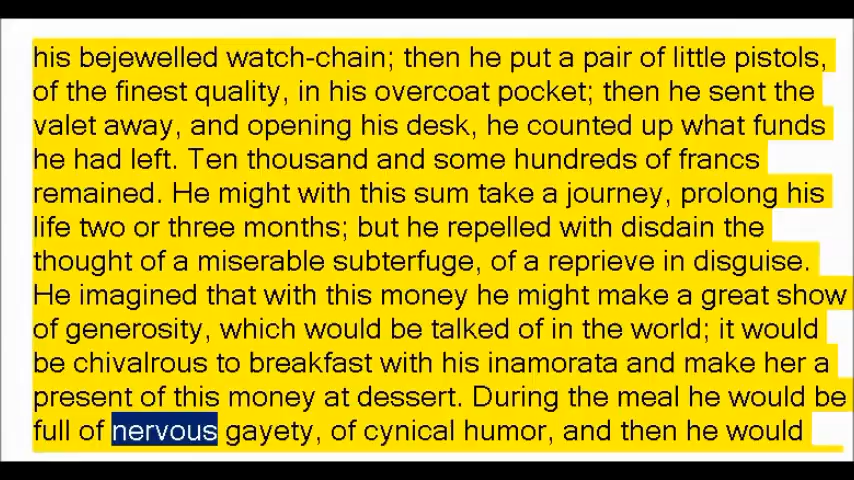 his bejewelled watch-chain; then he put a pair of little pistols,
of the finest quality, in his overcoat pocket; then he sent the
valet away, and opening his desk, he counted up what funds
he had left. Ten thousand and some hundreds of francs
remained. He might with this sum take a journey, prolong his
life two or three months; but he repelled with disdain the
thought of a miserable subterfuge, of a reprieve in disguise.
He imagined that with this money he might make a great show
of generosity, which would be talked of in the world; it would
be chivalrous to breakfast with his inamorata and make her a
present of this money at dessert. During the meal he would be
full of nervous gayety, of cynical humor, and then he would